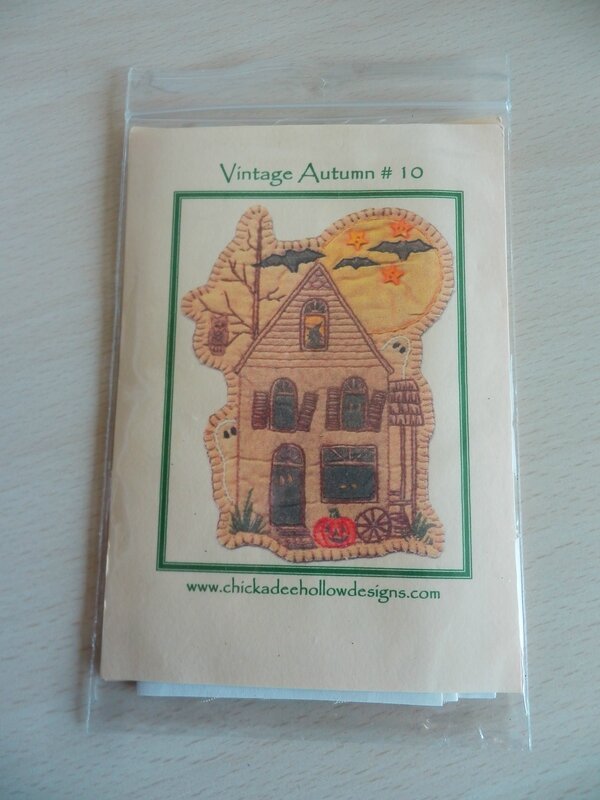 Vintage Autumn # 10
www.chickadeehollowdesigns.com